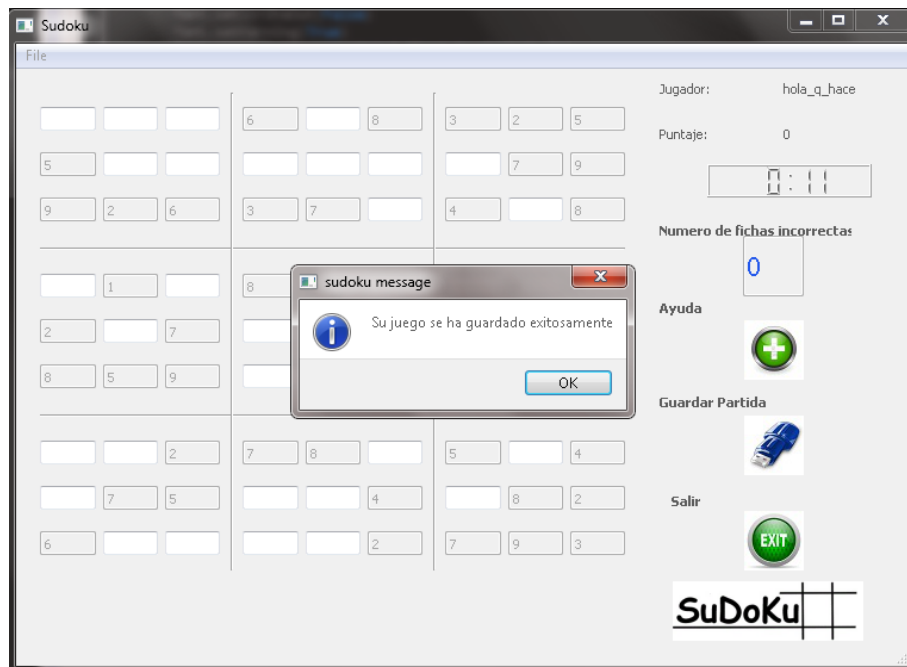 Sudoku
File
Jugador: hola_q_hace
6 8 3 2 5
Puntaje: 0
5 7 9
0:11
9 2 6 3 7 4 8
Numero de fichas incorrectas
0
1 8
sudoku message
Su juego se ha guardado exitosamente
OK
Ayuda
2 7
8 5 9
Guardar Partida
2 7 8 5 4
7 5 4 8 2
Salir
6 2 7 9 3
EXIT
SuDoKu